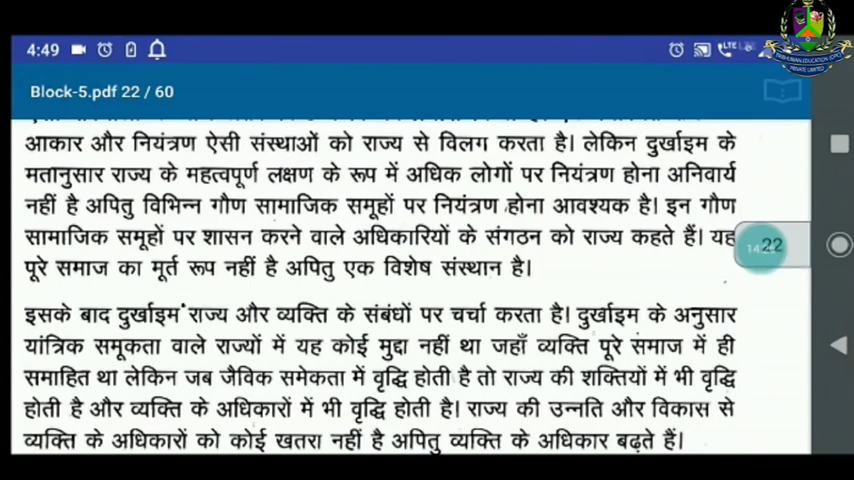 4:49
LTE
Block-5.pdf 22 / 60
आकार और नियंत्रण ऐसी संस्थाओं को राज्य से विलग करता है। लेकिन दुर्खाइम के
मतानुसार राज्य के महत्वपूर्ण लक्षण के रूप में अधिक लोगों पर नियंत्रण होना अनिवार्य
नहीं है अपितु विभिन्न गौण सामाजिक समूहों पर नियंत्रण होना आवश्यक है। इन गौण
सामाजिक समूहों पर शासन करने वाले अधिकारियों के संगठन को राज्य कहते हैं। यह
22
पूरे समाज का मूर्त रूप नहीं है अपितु एक विशेष संस्थान है।
इसके बाद दुर्खाइम राज्य और व्यक्ति के संबंधों पर चर्चा करता है। दुर्खाइम के अनुसार
यांत्रिक समूकता वाले राज्यों में यह कोई मुद्दा नहीं था जहाँ व्यक्ति पूरे समाज में ही
समाहित था लेकिन जब जैविक समेकता में वृद्धि होती है तो राज्य की शक्तियों में भी वृद्धि
होती है और व्यक्ति के अधिकारों में भी वृद्धि होती है। राज्य की उन्नति और विकास से
व्यक्ति के अधिकारों को कोई खतरा नहीं है अपितु व्यक्ति के अधिकार बढ़ते हैं।